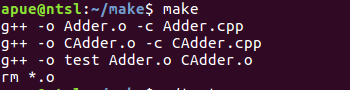 apue@ntsl:~/make$ make
g++ -o Adder.o -c Adder.cpp
g++ -o CAdder.o -c CAdder.cpp
g++ -o test Adder.o CAdder.o
rm *.o